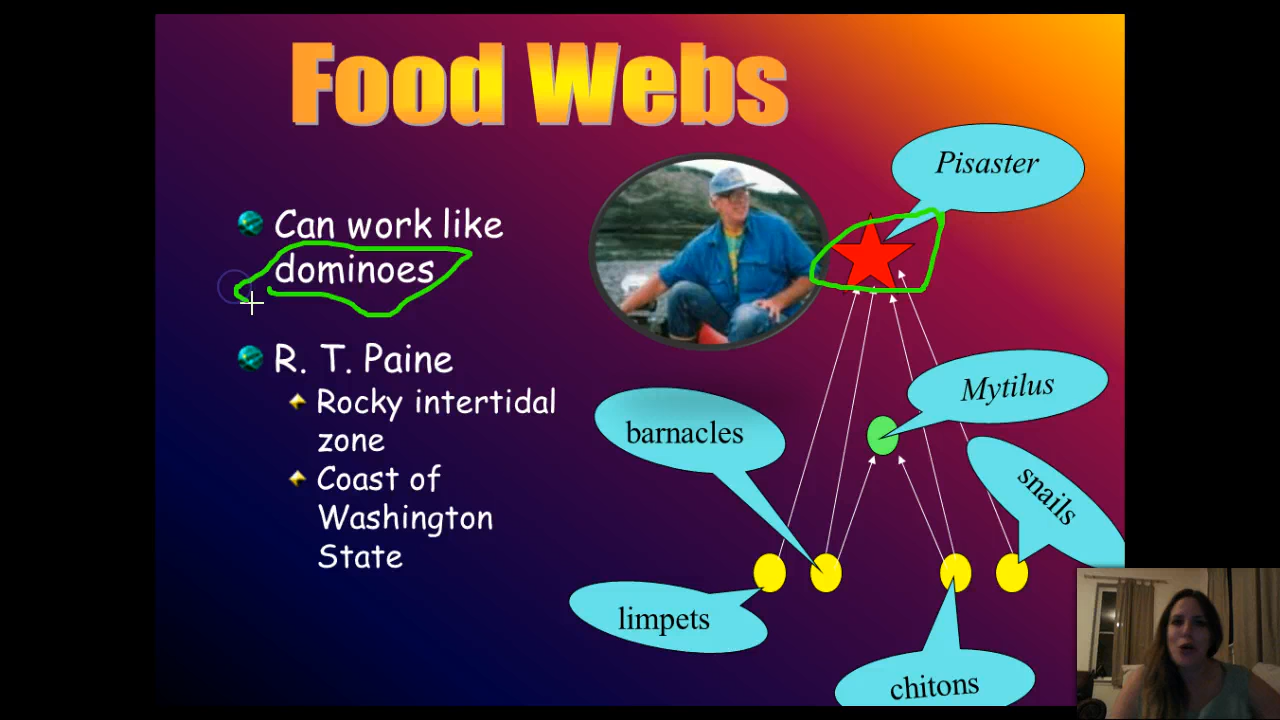 Food Webs
Can work like
dominoes
R. T. Paine
Rocky intertidal
zone
Coast of
Washington
State
Pisaster
Mytilus
barnacles
snails
limpets
chitons